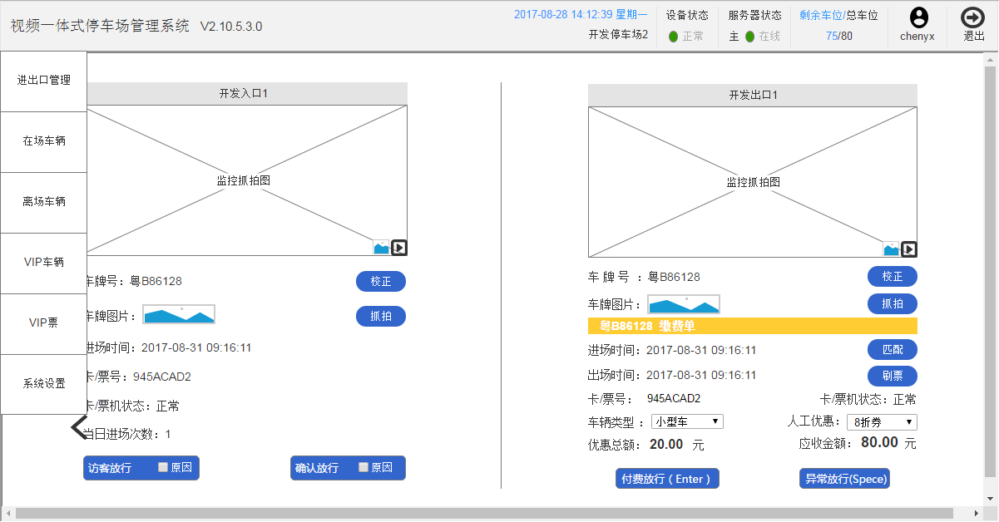 视频一体式停车场管理系统 V2.10.5.3.0
2017-08-28 14:12:39 星期一
开发停车场2
设备状态
正常
服务器状态
主 在线
剩余车位/总车位
75/80
chenyx
退出
进出口管理
在场车辆
离场车辆
VIP车辆
VIP票
系统设置
开发入口1
监控抓拍图
车牌号：粤B86128 校正
车牌图片： 抓拍
进场时间：2017-08-31 09:16:11
卡/票号：945ACAD2
卡/票机状态：正常
当日进场次数：1
访客放行 原因 确认放行 原因
开发出口1
监控抓拍图
车 牌 号 ：粤B86128 校正
车牌图片： 抓拍
粤B86128 缴费单
进场时间：2017-08-31 09:16:11 匹配
出场时间：2017-08-31 09:16:11 刷票
卡/票号： 945ACAD2 卡/票机状态：正常
车辆类型 ： 小型车 人工优惠： 8折券
优惠总额： 20.00 元 应收金额： 80.00 元
付费放行（ Enter ） 异常放行(Spece)